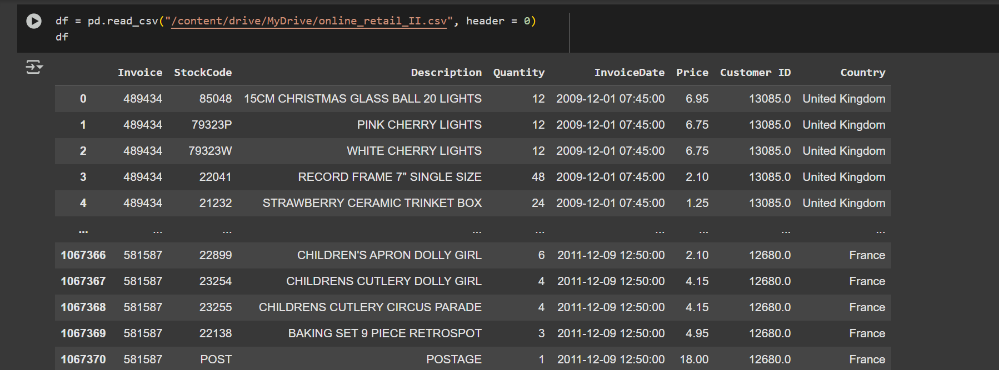 df = pd.read_csv("/content/drive/MyDrive/online_retail_II.csv", header = 0)
df
Invoice StockCode Description Quantity InvoiceDate Price Customer ID Country
0 489434 85048 15CM CHRISTMAS GLASS BALL 20 LIGHTS 12 2009-12-01 07:45:00 6.95 13085.0 United Kingdom
1 489434 79323P PINK CHERRY LIGHTS 12 2009-12-01 07:45:00 6.75 13085.0 United Kingdom
2 489434 79323W WHITE CHERRY LIGHTS 12 2009-12-01 07:45:00 6.75 13085.0 United Kingdom
3 489434 22041 RECORD FRAME 7" SINGLE SIZE 48 2009-12-01 07:45:00 2.10 13085.0 United Kingdom
4 489434 21232 STRAWBERRY CERAMIC TRINKET BOX 24 2009-12-01 07:45:00 1.25 13085.0 United Kingdom
... ... ... ... ... ... ... ... ...
1067366 581587 22899 CHILDREN'S APRON DOLLY GIRL 6 2011-12-09 12:50:00 2.10 12680.0 France
1067367 581587 23254 CHILDRENS CUTLERY DOLLY GIRL 4 2011-12-09 12:50:00 4.15 12680.0 France
1067368 581587 23255 CHILDRENS CUTLERY CIRCUS PARADE 4 2011-12-09 12:50:00 4.15 12680.0 France
1067369 581587 22138 BAKING SET 9 PIECE RETROSPOT 3 2011-12-09 12:50:00 4.95 12680.0 France
1067370 581587 POST POSTAGE 1 2011-12-09 12:50:00 18.00 12680.0 France